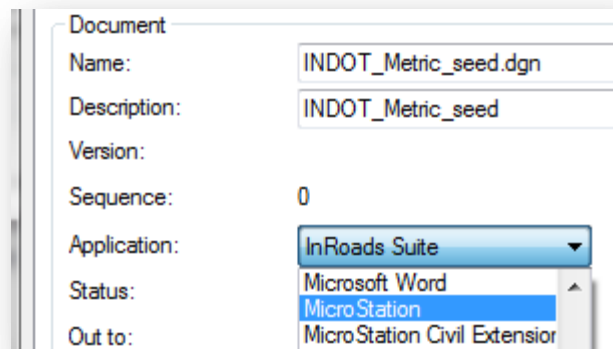 Document
Name: INDOT_Metric_seed.dgn
Description: INDOT_Metric_seed
Version:
Sequence: 0
Application: InRoads Suite
Microsoft Word
Status:
MicroStation
Out to: MicroStation Civil Extension